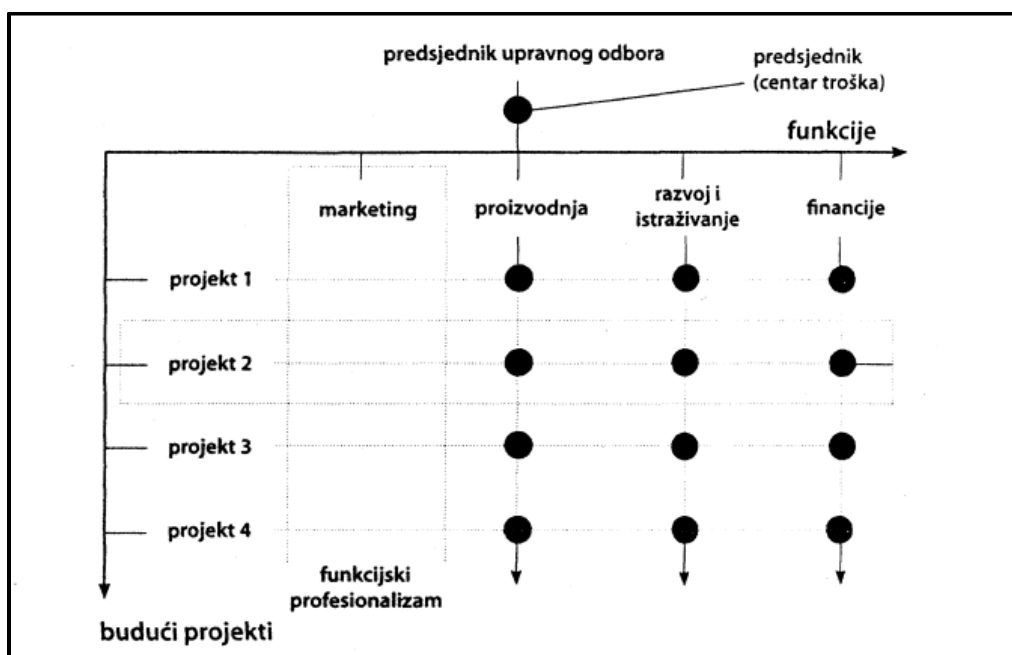 predsjednik upravnog odbora
predsjednik
(centar troška)
funkcije
marketing
proizvodnja
razvoj i
istraživanje
financije
projekt 1
projekt 2
projekt 3
projekt 4
funkcijski
profesionalizam
budući projekti